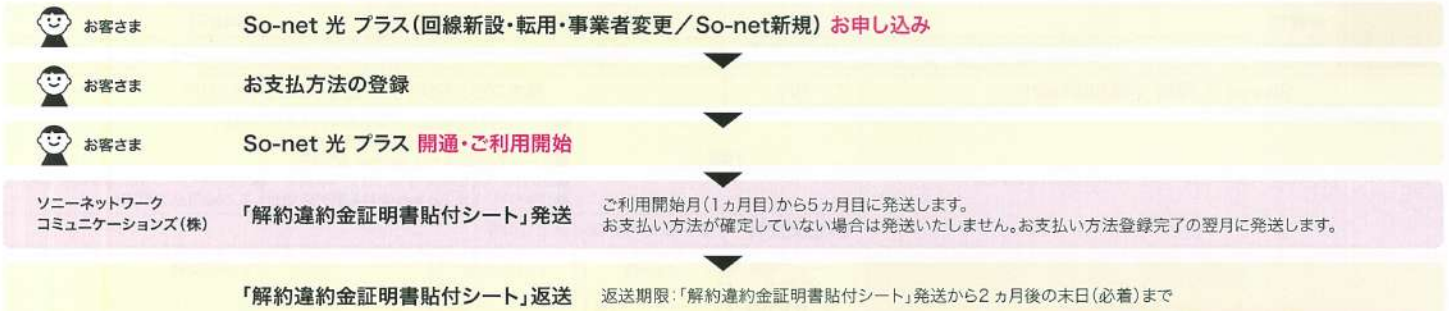 お客さま So-net 光 プラス(回線新設・転用・事業者変更／So-net新規) お申し込み
お客さま お支払方法の登録
お客さま So-net 光 プラス 開通・ご利用開始
ソニーネットワーク
コミュニケーションズ(株)
「解約違約金証明書貼付シート」発送
ご利用開始月(1ヵ月目)から5ヵ月目に発送します。
お支払い方法が確定していない場合は発送いたしません。お支払い方法登録完了の翌月に発送します。
「解約違約金証明書貼付シート」返送 返送期限：「解約違約金証明書貼付シート」発送から2ヵ月後の末日(必着)まで